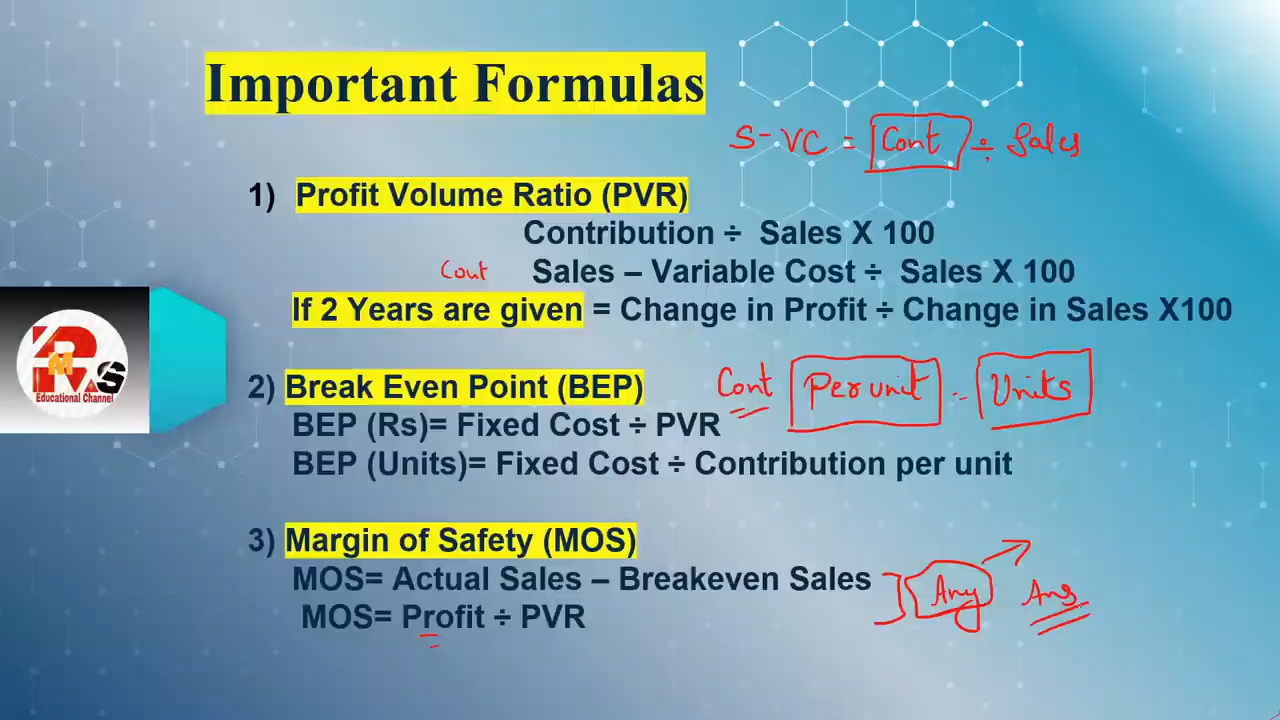 Important Formulas
S-VC = Cont ÷ Sales
1) Profit Volume Ratio (PVR)
Contribution ÷ Sales X 100
Cont Sales – Variable Cost ÷ Sales X 100
If 2 Years are given = Change in Profit ÷ Change in Sales X100
2) Break Even Point (BEP)
Cont Per unit - Units
BEP (Rs)= Fixed Cost ÷ PVR
BEP (Units)= Fixed Cost ÷ Contribution per unit
3) Margin of Safety (MOS)
MOS= Actual Sales – Breakeven Sales
Any Ans
MOS= Profit ÷ PVR
Educational Channel